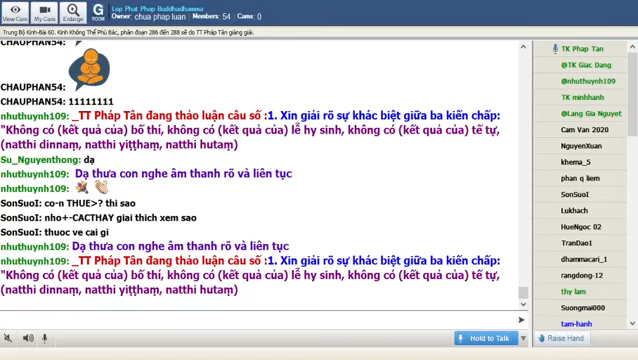 View Cam
My Cam
Enlarge
G
ROOM
Lop Phat Phap Buddhadhamma
Owner: chua phap luan Members: 54 Cams: 0
Trung Bộ Kinh-Bài 60. Kinh Không Thể Phủ Bác, phân đoạn 286 đến 288 sẽ do TT Pháp Tân giảng giải.
CHAUPHAN54:
CHAUPHAN54:
CHAUPHAN54: 11111111
nhuthuynh109: _TT Pháp Tân đang thảo luận câu số :1. Xin giải rõ sự khác biệt giữa ba kiến chấp:
"Không có (kết quả của) bố thí, không có (kết quả của) lễ hy sinh, không có (kết quả của) tế tự,
(natthi dinnaṃ, natthi yiṭṭhaṃ, natthi hutaṃ)
Su_Nguyenthong: dạ
nhuthuynh109: Dạ thưa con nghe âm thanh rõ và liên tục
nhuthuynh109:
SonSuoI: co-n THUE>? thi sao
SonSuoI: nho+-CACTHAY giai thich xem sao
SonSuoI: thuoc ve cai gi
nhuthuynh109: Dạ thưa con nghe âm thanh rõ và liên tục
nhuthuynh109: _TT Pháp Tân đang thảo luận câu số :1. Xin giải rõ sự khác biệt giữa ba kiến chấp:
"Không có (kết quả của) bố thí, không có (kết quả của) lễ hy sinh, không có (kết quả của) tế tự,
(natthi dinnaṃ, natthi yiṭṭhaṃ, natthi hutaṃ)
Hold to Talk
TK Phap Tan
@TK Giac Dang
@nhuthuynh109
TK minhhanh
@Lang Gia Nguyet
Cam Van 2020
NguyenXuan
khema_5
phan q liem
SonSuoI
Lukhach
HueNgoc 02
TranDao1
dhammacari_1
rangdong-12
thy lam
Suongmai000
tam-hanh
Raise Hand